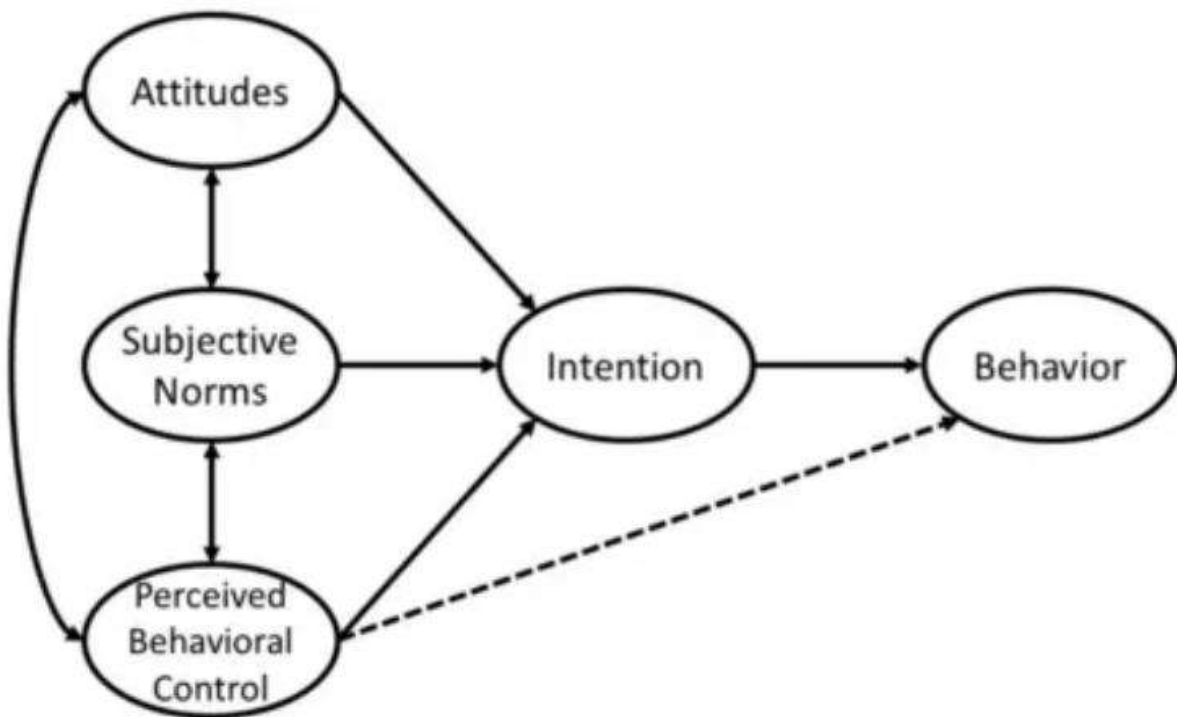 Attitudes
Subjective
Norms
Intention
Behavior
Perceived
Behavioral
Control